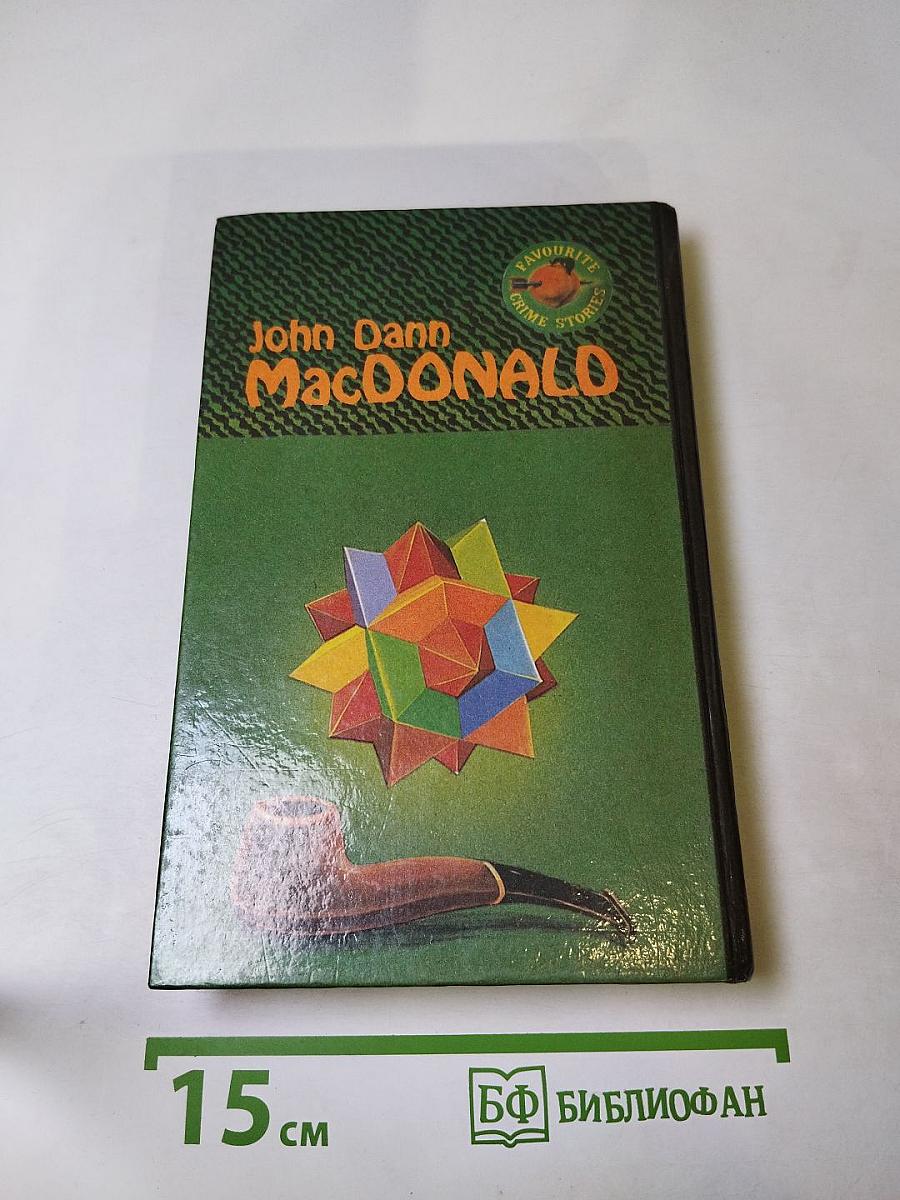 FAVOURITE
CRIME STORIES
John Dann
MacDONALD
15 см
БФ БИБЛИОФАН